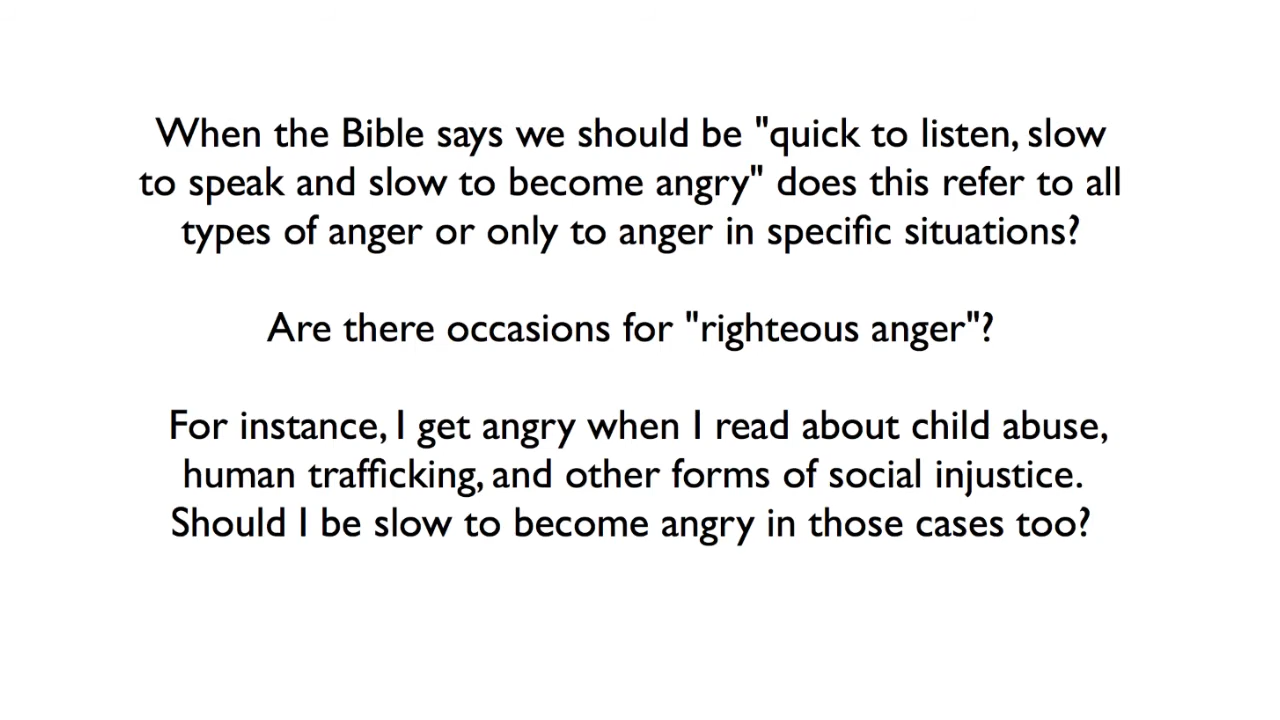 When the Bible says we should be "quick to listen, slow
to speak and slow to become angry" does this refer to all
types of anger or only to anger in specific situations?
Are there occasions for "righteous anger"?
For instance, I get angry when I read about child abuse,
human trafficking, and other forms of social injustice.
Should I be slow to become angry in those cases too?